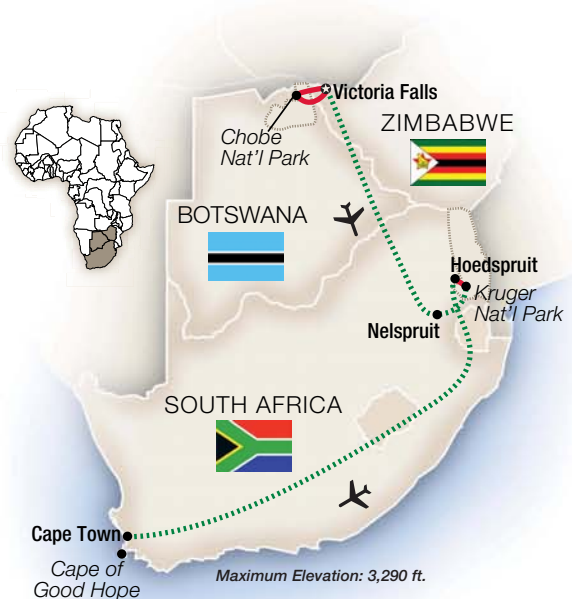 Victoria Falls
ZIMBABWE
Chobe
Nat'l Park
BOTSWANA
Hoedspruit
Kruger
Nat'l Park
Nelspruit
SOUTH AFRICA
Cape Town
Cape of
Good Hope
Maximum Elevation: 3,290 ft.